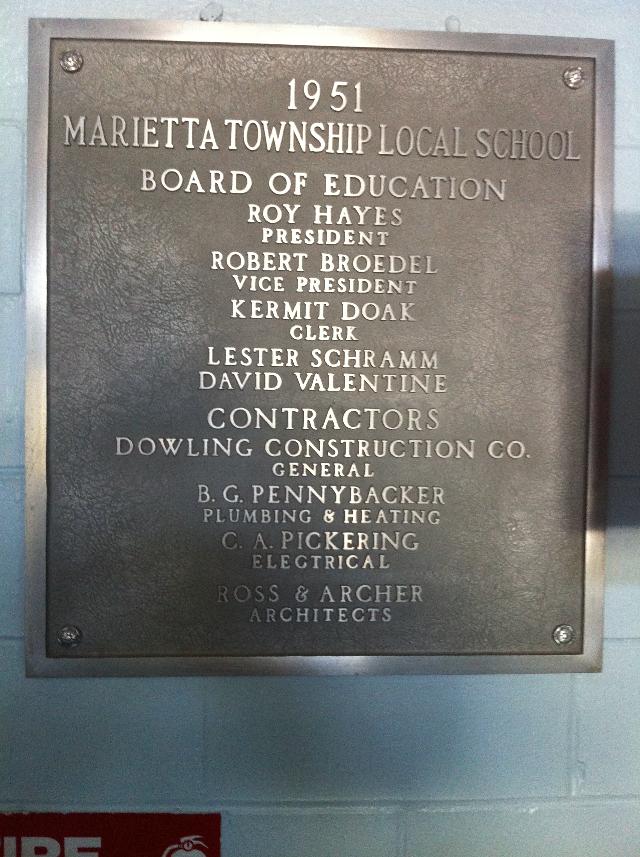 1951
MARIETTA TOWNSHIP LOCAL SCHOOL
BOARD OF EDUCATION
ROY HAYES
PRESIDENT
ROBERT BROEDEL
VICE PRESIDENT
KERMIT DOAK
CLERK
LESTER SCHRAMM
DAVID VALENTINE
CONTRACTORS
DOWLING CONSTRUCTION CO.
GENERAL
B. G. PENNYBACKER
PLUMBING & HEATING
C. A. PICKERING
ELECTRICAL
ROSS & ARCHER
ARCHITECTS
FIRE